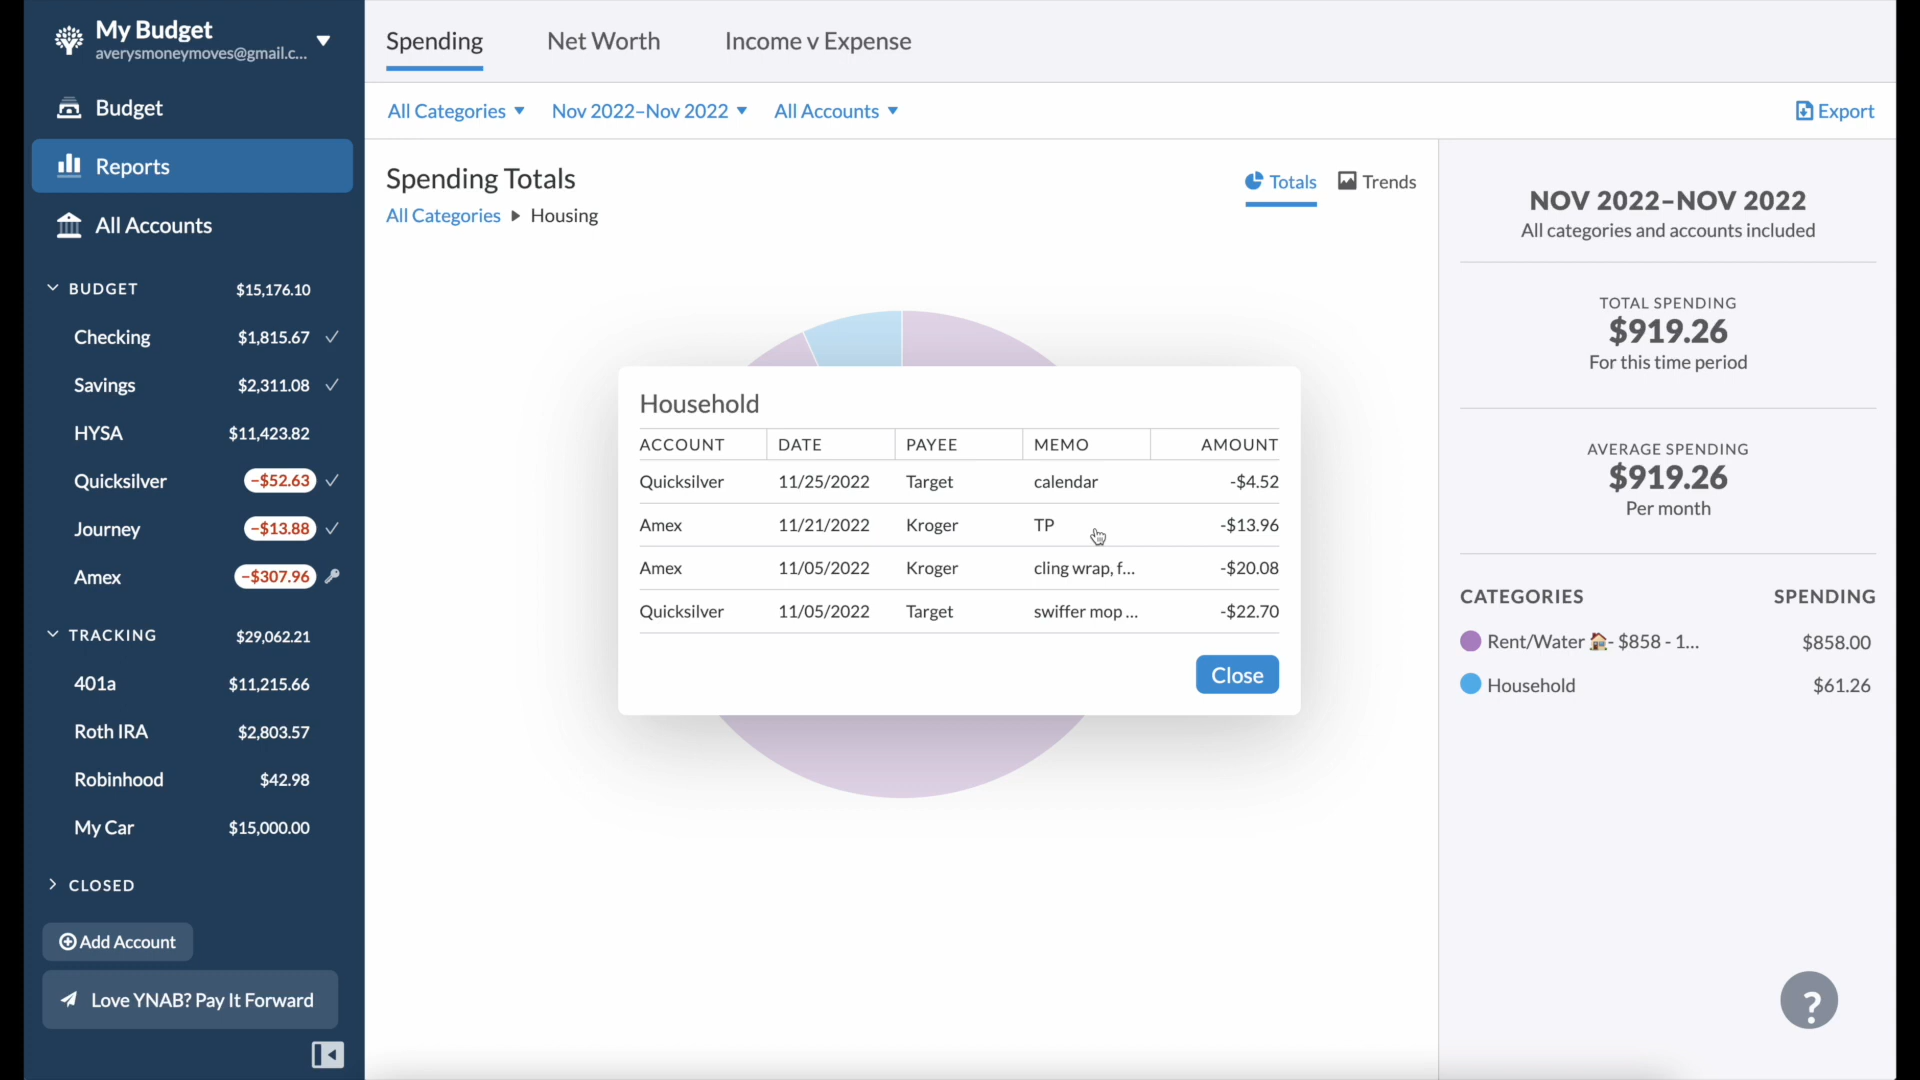 My Budget
averysmoneymoves@gmail.c...
Budget
Reports
All Accounts
BUDGET $15,176.10
Checking $1,815.67
Savings $2,311.08
HYSA $11,423.82
Quicksilver −$52.63
Journey −$13.88
Amex −$307.96
TRACKING $29,062.21
401a $11,215.66
Roth IRA $2,803.57
Robinhood $42.98
My Car $15,000.00
CLOSED
Add Account
Love YNAB? Pay It Forward
Spending Net Worth Income v Expense
All Categories Nov 2022–Nov 2022 All Accounts Export
Spending Totals
All Categories Housing
Totals Trends
Household
ACCOUNT DATE PAYEE MEMO AMOUNT
Quicksilver 11/25/2022 Target calendar -$4.52
Amex 11/21/2022 Kroger TP -$13.96
Amex 11/05/2022 Kroger cling wrap, f... -$20.08
Quicksilver 11/05/2022 Target swiffer mop ... -$22.70
Close
NOV 2022–NOV 2022
All categories and accounts included
TOTAL SPENDING
$919.26
For this time period
AVERAGE SPENDING
$919.26
Per month
CATEGORIES SPENDING
Rent/Water 🏠- $858 - 1... $858.00
Household $61.26
?